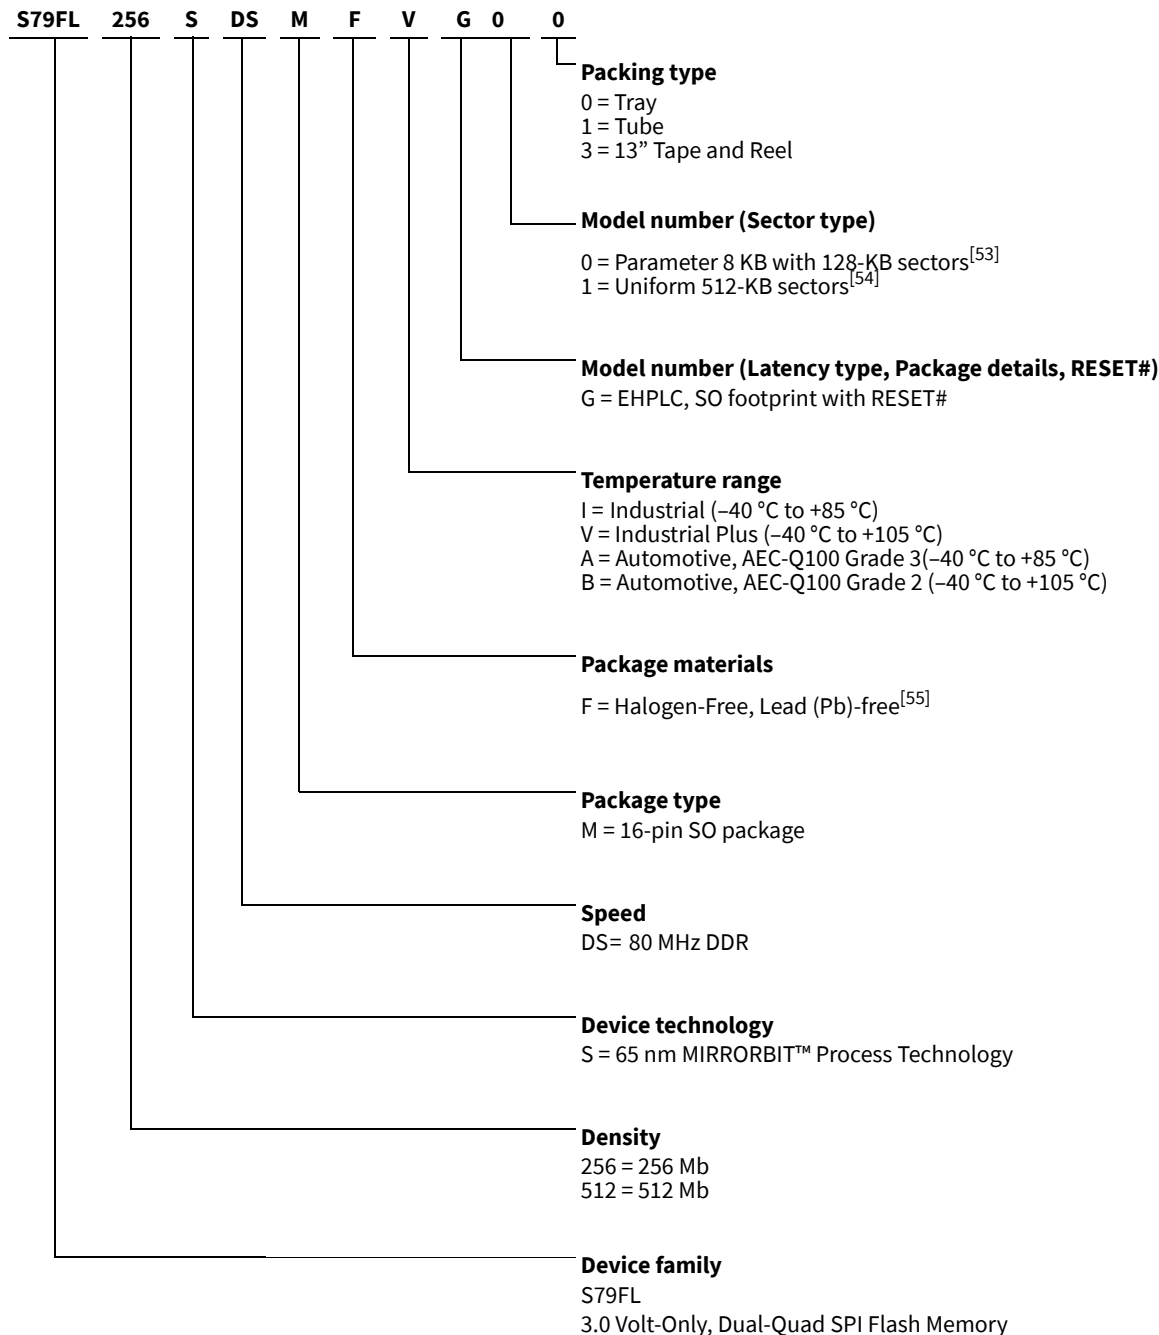 S79FL 256 S DS M F V G 0 0
Packing type
0 = Tray
1 = Tube
3 = 13” Tape and Reel
Model number (Sector type)
0 = Parameter 8 KB with 128-KB sectors[53]
1 = Uniform 512-KB sectors[54]
Model number (Latency type, Package details, RESET#)
G = EHPLC, SO footprint with RESET#
Temperature range
I = Industrial (–40 °C to +85 °C)
V = Industrial Plus (–40 °C to +105 °C)
A = Automotive, AEC-Q100 Grade 3(–40 °C to +85 °C)
B = Automotive, AEC-Q100 Grade 2 (–40 °C to +105 °C)
Package materials
F = Halogen-Free, Lead (Pb)-free[55]
Package type
M = 16-pin SO package
Speed
DS= 80 MHz DDR
Device technology
S = 65 nm MIRRORBIT™ Process Technology
Density
256 = 256 Mb
512 = 512 Mb
Device family
S79FL
3.0 Volt-Only, Dual-Quad SPI Flash Memory